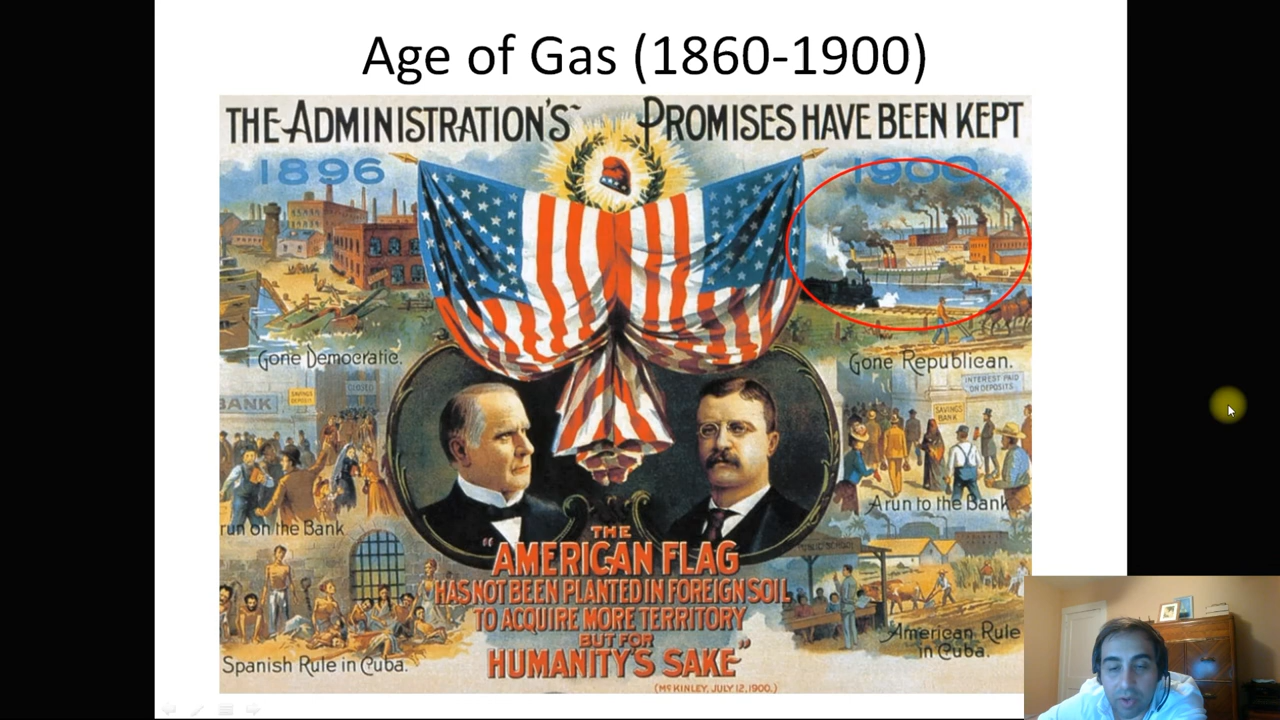 Age of Gas (1860-1900)
THE ADMINISTRATION'S PROMISES HAVE BEEN KEPT
1896
1900
Gone Democratic.
Gone Republican.
BANK
SAVINGS
DEPOSITS
CLOSED
INTEREST PAID
ON DEPOSITS
SAVINGS
BANK
run on the Bank
A run to the Bank
THE
"AMERICAN FLAG
HAS NOT BEEN PLANTED IN FOREIGN SOIL
TO ACQUIRE MORE TERRITORY
BUT FOR
HUMANITY'S SAKE"
(McKINLEY, JULY 12, 1900.)
Spanish Rule in Cuba.
American Rule
in Cuba.